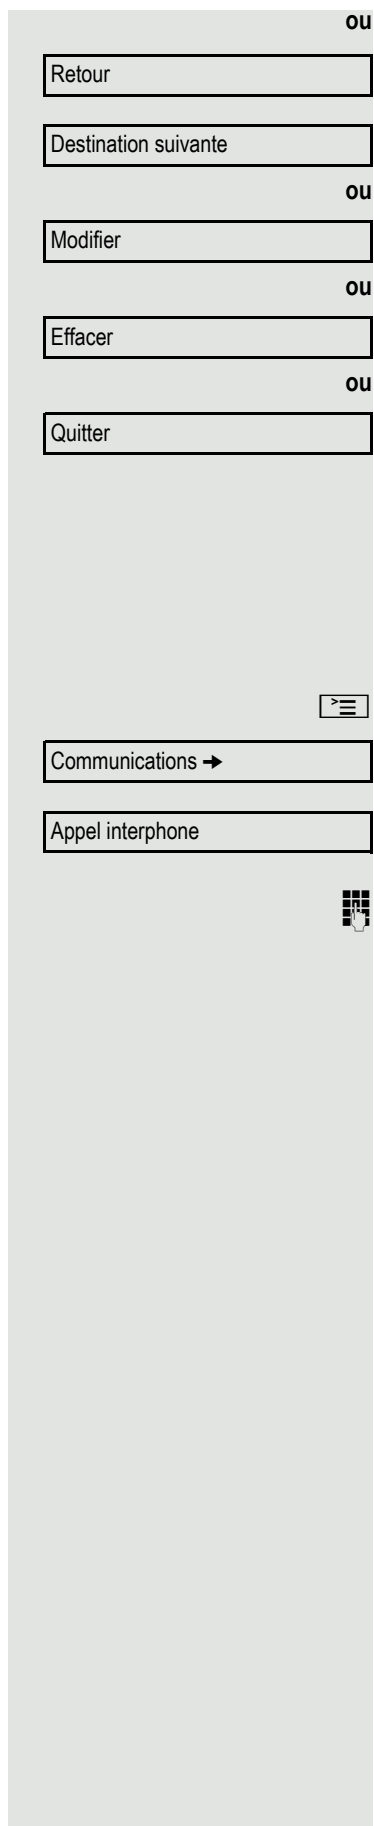 ou
Retour
Destination suivante
ou
Modifier
ou
Effacer
ou
Quitter
Communications →
Appel interphone